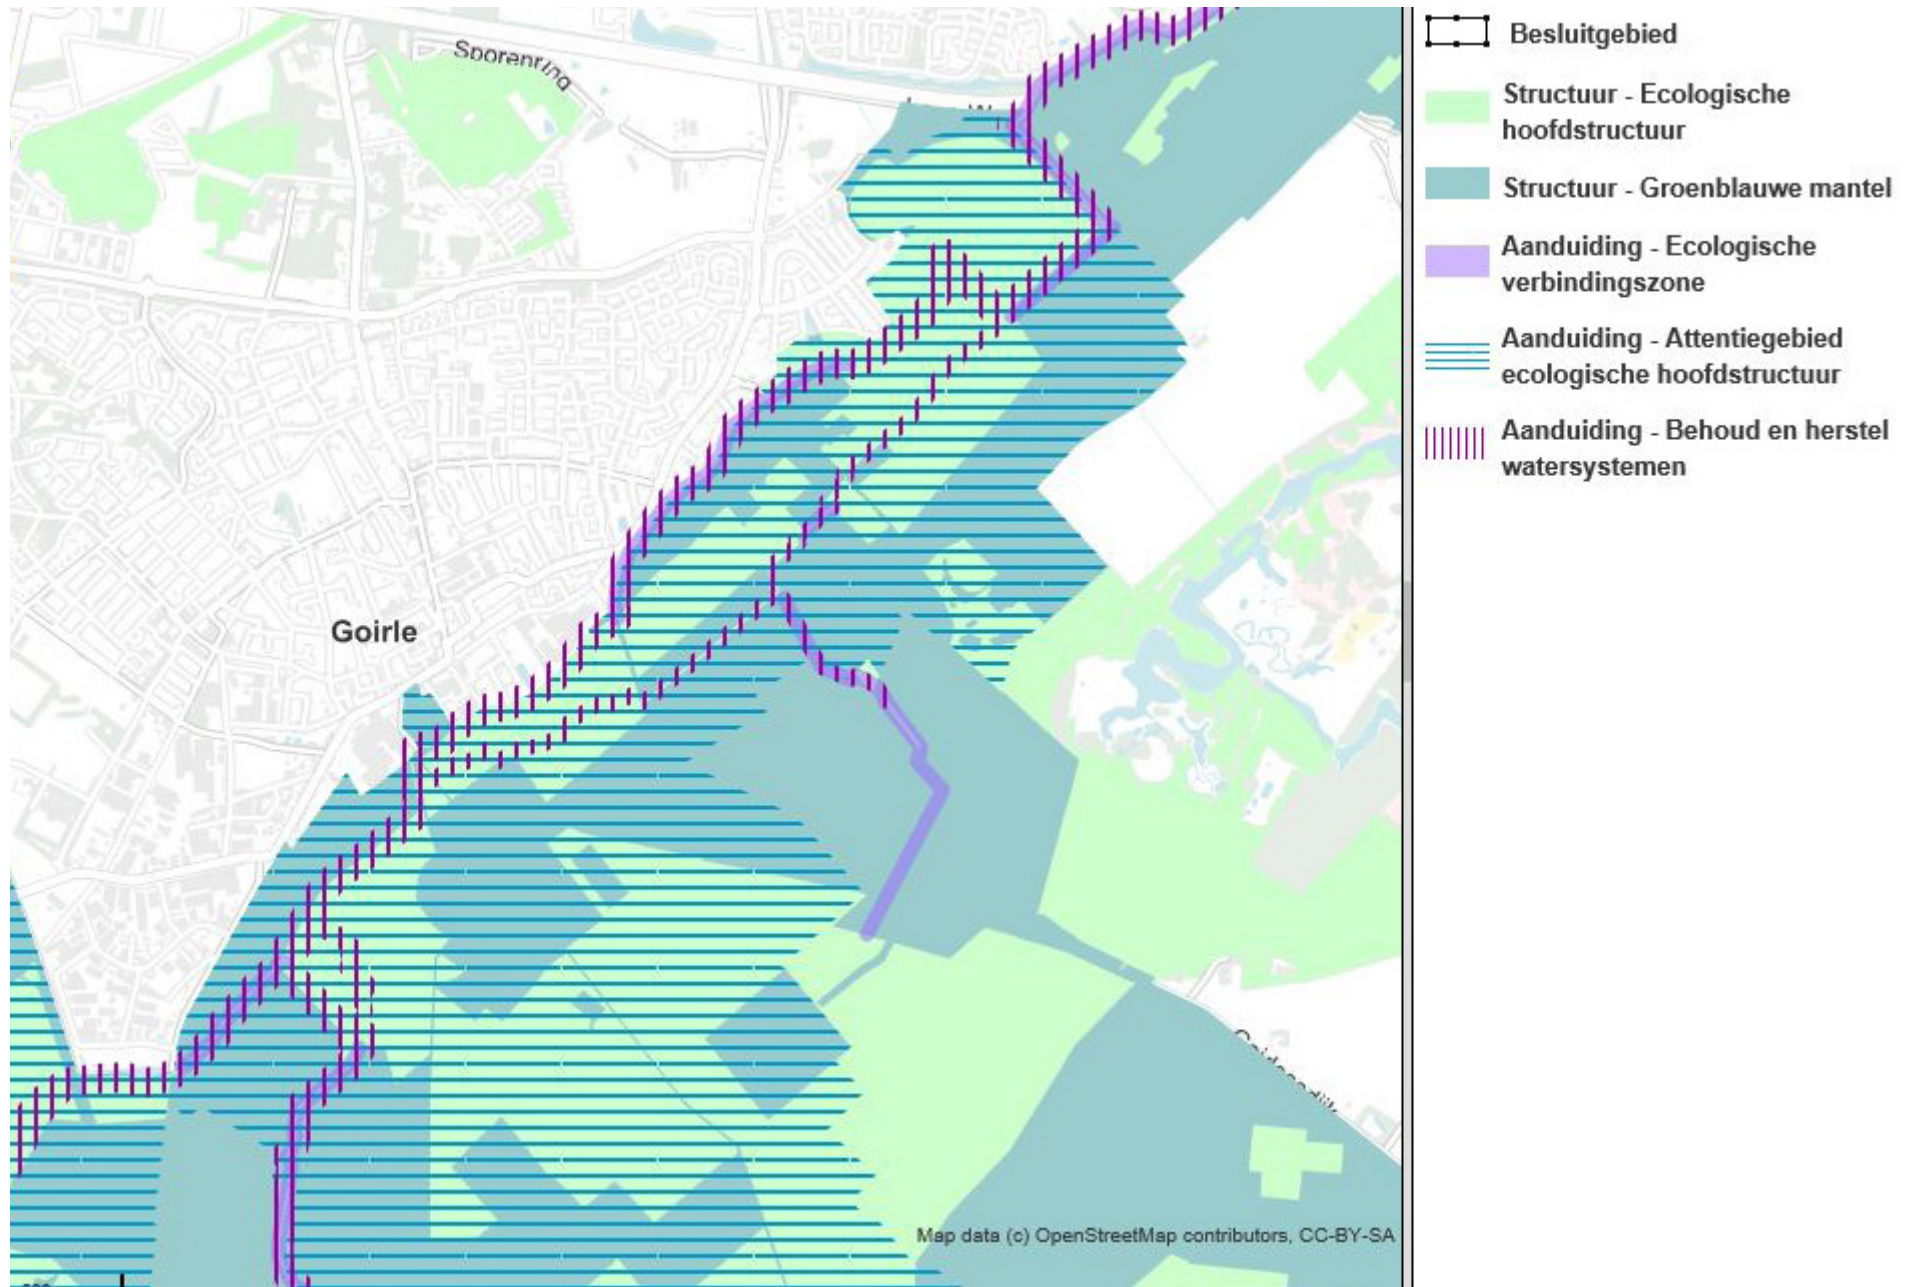 Sporenring
Goirle
Map data (c) OpenStreetMap contributors, CC-BY-SA
Besluitgebied
Structuur - Ecologische
hoofdstructuur
Structuur - Groenblauwe mantel
Aanduiding - Ecologische
verbindingszone
Aanduiding - Attentiegebied
ecologische hoofdstructuur
Aanduiding - Behoud en herstel
watersystemen